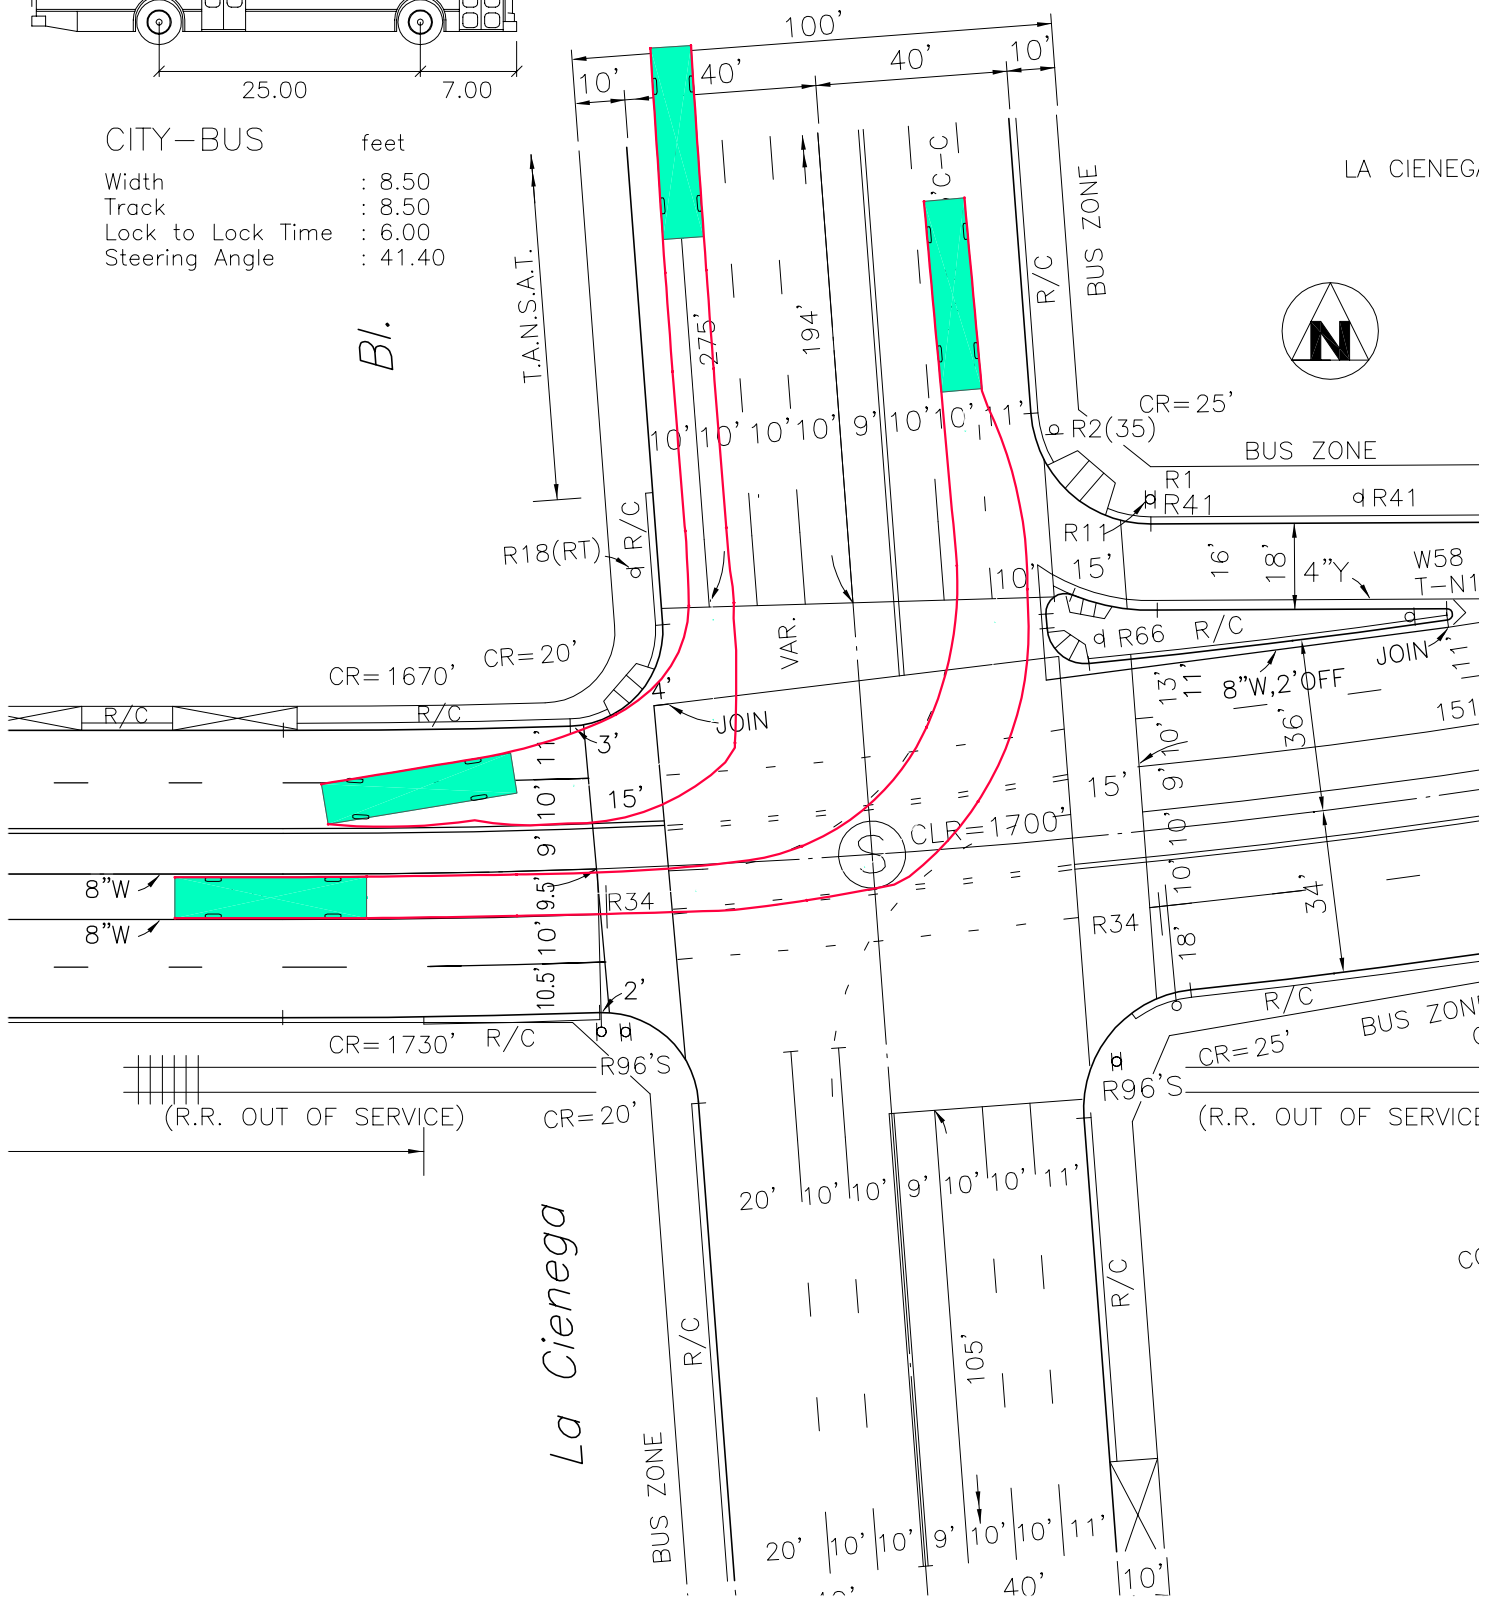 100'
10'
40'
40'
10'
25.00
7.00
CITY-BUS
feet
Width : 8.50
Track : 8.50
Lock to Lock Time : 6.00
Steering Angle : 41.40
Bl.
T.A.N.S.A.T.
275'
194'
'C-C
R/C
BUS ZONE
LA CIENEGA
N
CR=25'
R2(35)
BUS ZONE
R1
R41
R41
R11
10'
10'
10'
10'
9'
10'
10'
11'
R18(RT)
R/C
10'
15'
16'
18'
4"Y
W58
T-N1
R66
R/C
JOIN
11'
8"W,2'OFF
CR=1670'
CR=20'
VAR.
4'
JOIN
R/C
R/C
3'
11'
10'
15'
9'
9.5'
10'
10.5'
13'
11'
10'
9'
10'
10'
15'
36'
151
34'
S
CLR=1700'
8"W
8"W
R34
R34
18'
2'
CR=1730'
R/C
R96'S
R/C
BUS ZON
CR=25'
R96'S
(R.R. OUT OF SERVICE)
CR=20'
(R.R. OUT OF SERVICE
20'
10'
10'
9'
10'
10'
11'
La Cienega
R/C
BUS ZONE
105'
R/C
20'
10'
10'
9'
10'
10'
11'
40'
40'
10'